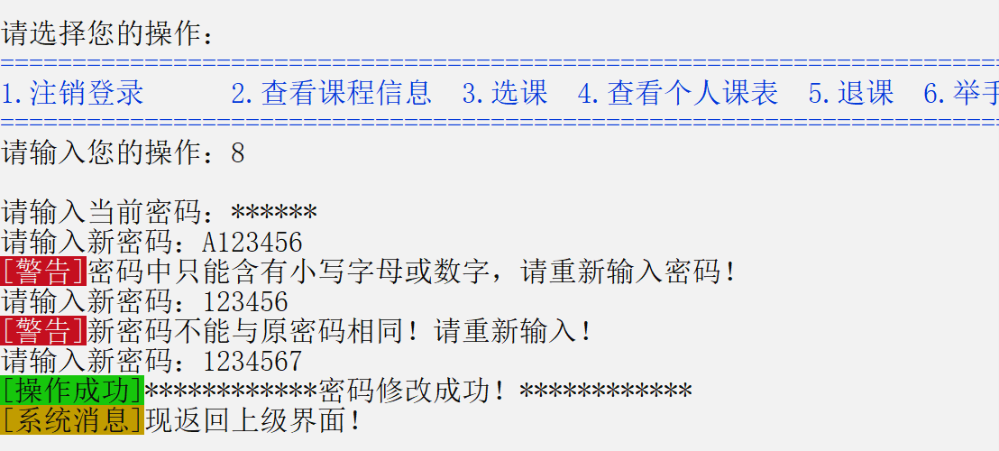 请选择您的操作：
==========================================================================
1.注销登录 2.查看课程信息 3.选课 4.查看个人课表 5.退课 6.举手
==========================================================================
请输入您的操作：8
请输入当前密码：******
请输入新密码：A123456
[警告]密码中只能含有小写字母或数字，请重新输入密码！
请输入新密码：123456
[警告]新密码不能与原密码相同！请重新输入！
请输入新密码：1234567
[操作成功]************密码修改成功！************
[系统消息]现返回上级界面！